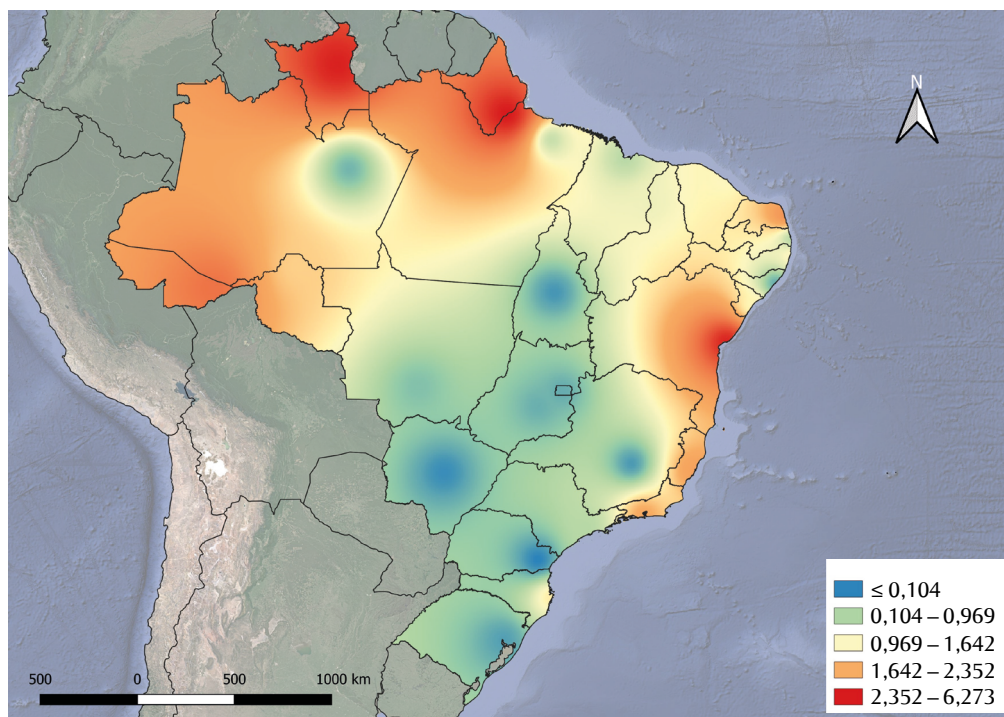 N
≤ 0,104
0,104 – 0,969
0,969 – 1,642
1,642 – 2,352
2,352 – 6,273
500 0 500 1000 km